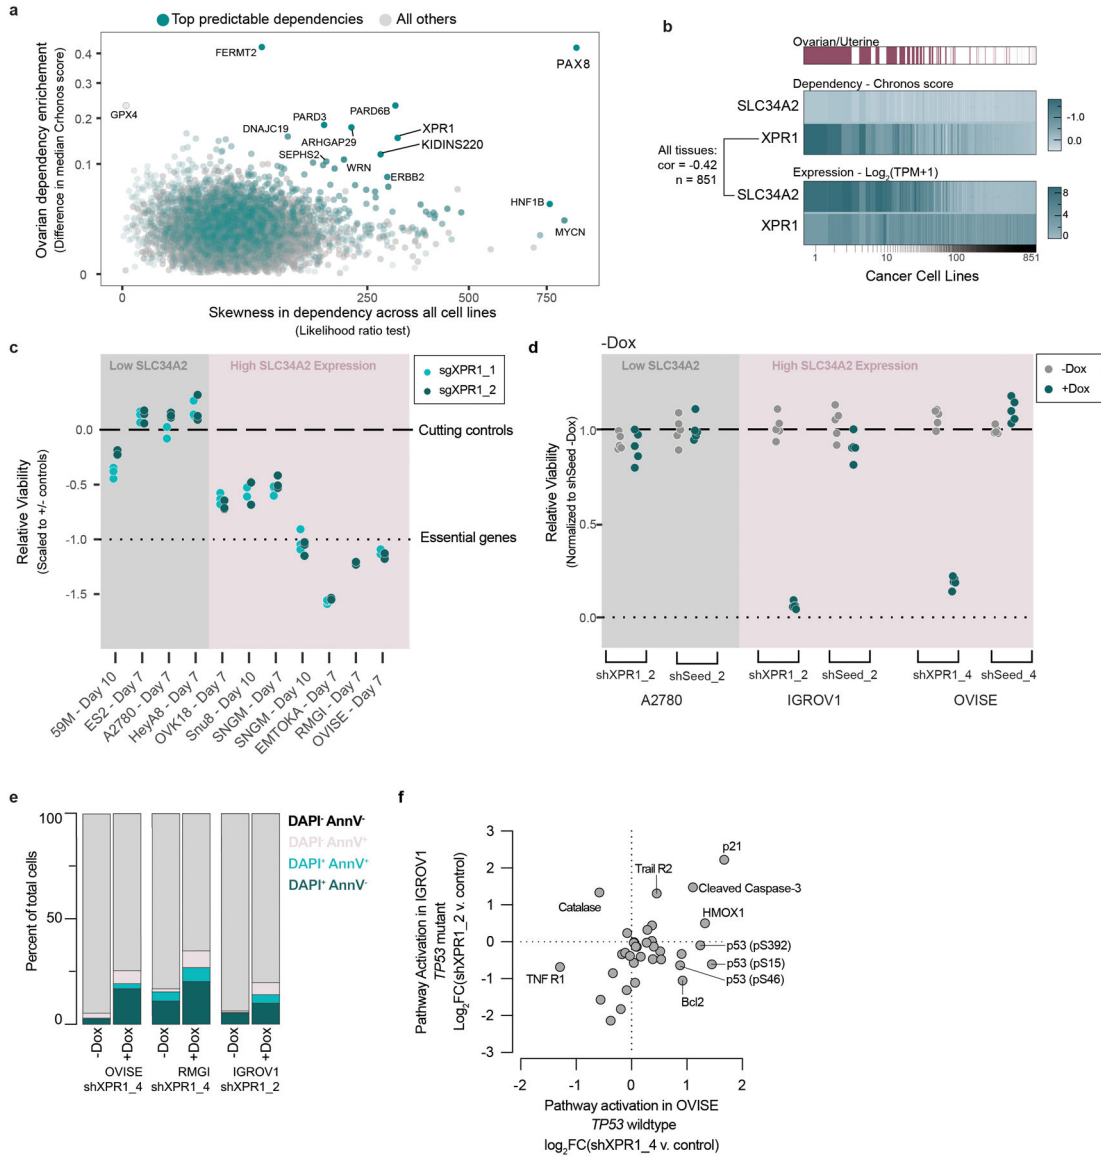 a
Top predictable dependencies
All others
Ovarian dependency enrichement
(Difference in median Crhonos score)
0.4
0.3
0.2
0.1
0
FERMT2
PAX8
GPX4
PARD6B
PARD3
DNAJC19
XPR1
ARHGAP29
KIDINS220
SEPHS2
WRN
ERBB2
HNF1B
MYCN
0
250
500
750
Skewness in dependency across all cell lines
(Likelihood ratio test)
b
Ovarian/Uterine
Dependency - Chronos score
SLC34A2
XPR1
-1.0
0.0
All tissues:
cor = -0.42
n = 851
Expression - Log2(TPM+1)
SLC34A2
XPR1
8
4
0
1
10
100
851
Cancer Cell Lines
c
Low SLC34A2
High SLC34A2 Expression
sgXPR1_1
sgXPR1_2
Relative Viability
(Scaled to +/- controls)
0.0
-0.5
-1.0
-1.5
Cutting controls
Essential genes
59M - Day 10
ES2 - Day 7
A2780 - Day 7
HeyA8 - Day 7
OVK18 - Day 7
Snu8 - Day 10
SNGM - Day 7
SNGM - Day 10
EMTOKA - Day 7
RMGI - Day 7
OVISE - Day 7
d
-Dox
Low SLC34A2
High SLC34A2 Expression
-Dox
+Dox
Relative Viability
(Normalized to shSeed -Dox)
1.0
0.5
0.0
shXPR1_2
shSeed_2
shXPR1_2
shSeed_2
shXPR1_4
shSeed_4
A2780
IGROV1
OVISE
e
Percent of total cells
100
50
0
DAPI- AnnV-
DAPI- AnnV+
DAPI+ AnnV+
DAPI+ AnnV-
-Dox
+Dox
-Dox
+Dox
-Dox
+Dox
OVISE
shXPR1_4
RMGI
shXPR1_4
IGROV1
shXPR1_2
f
Pathway Activation in IGROV1
TP53 mutant
Log2FC(shXPR1_2 v. control)
3
2
1
0
-1
-2
-3
p21
Trail R2
Cleaved Caspase-3
Catalase
HMOX1
p53 (pS392)
p53 (pS15)
p53 (pS46)
TNF R1
Bcl2
-2
-1
0
1
2
Pathway activation in OVISE
TP53 wildtype
log2FC(shXPR1_4 v. control)